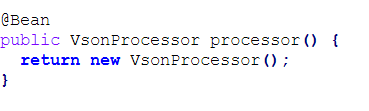 @Bean
public VsonProcessor processor() {
  return new VsonProcessor();
}